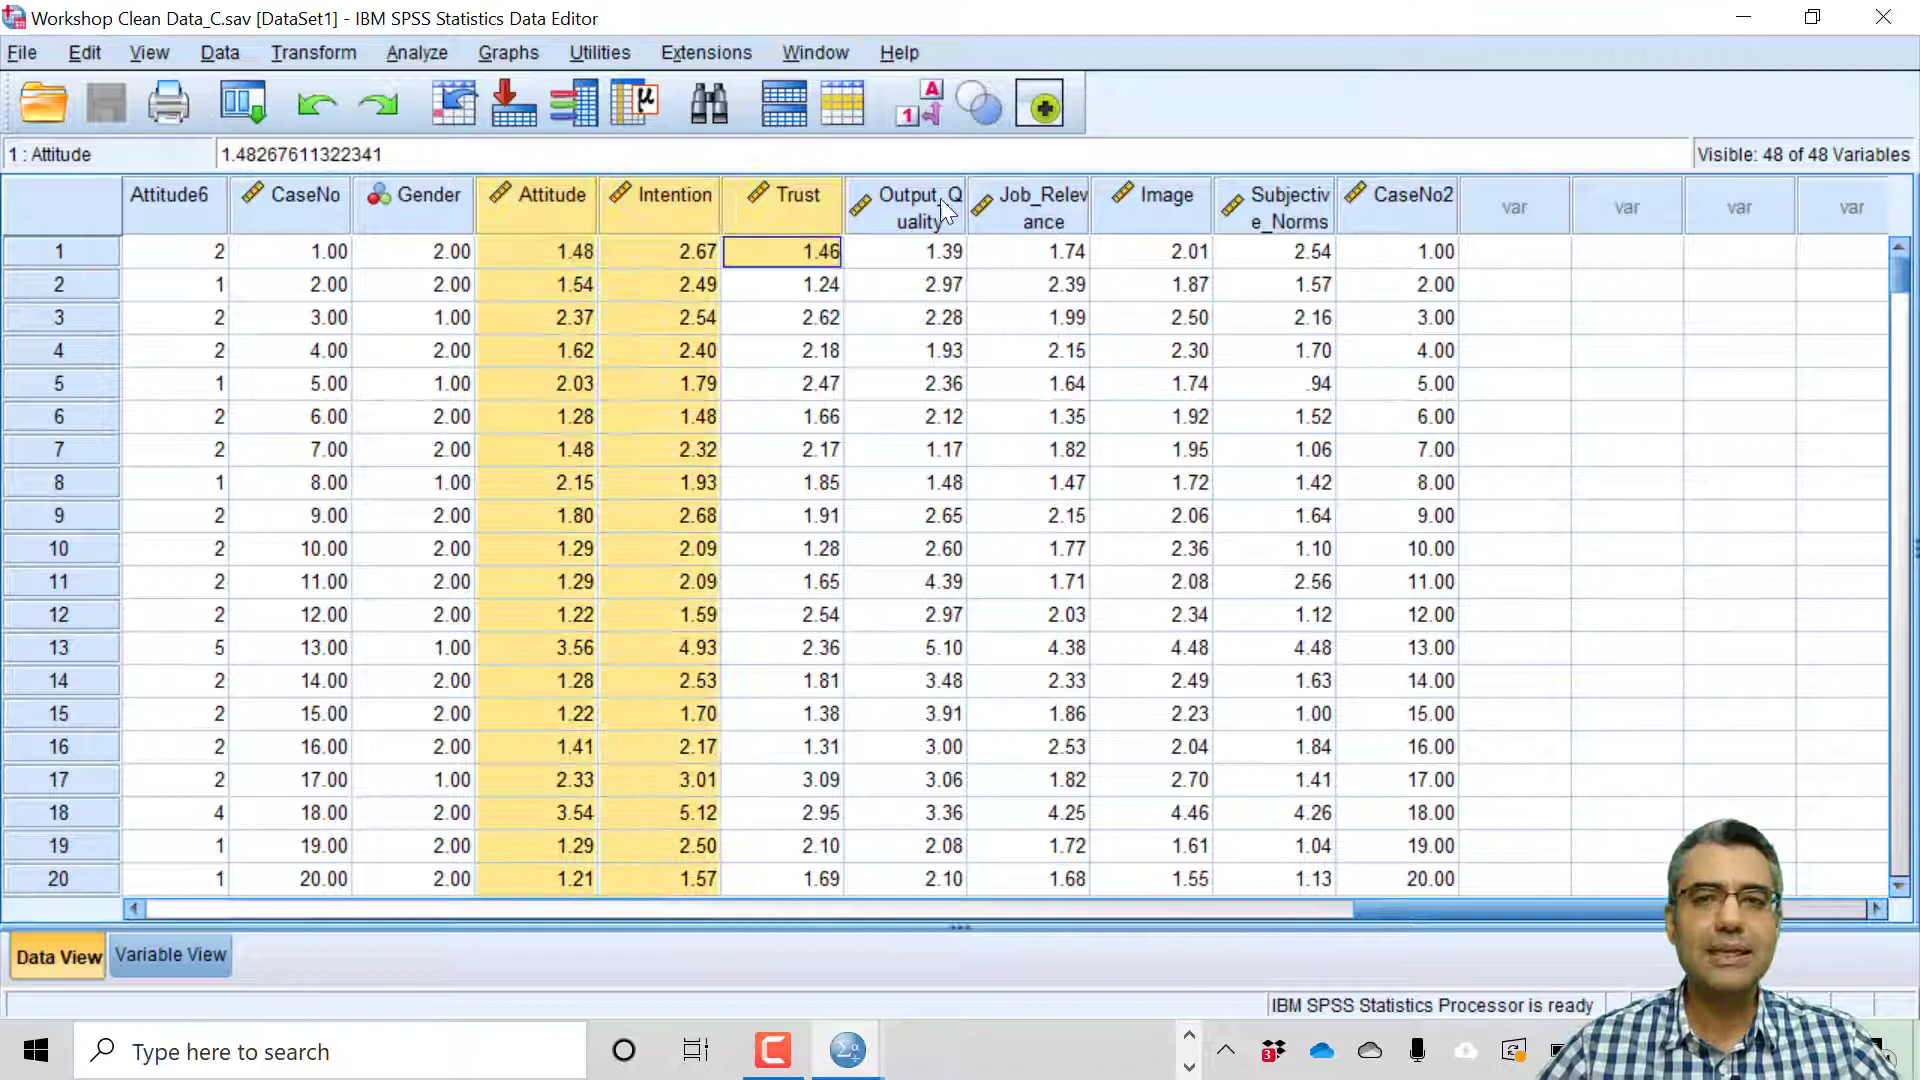 Workshop Clean Data_C.sav [DataSet1] - IBM SPSS Statistics Data Editor
File Edit View Data Transform Analyze Graphs Utilities Extensions Window Help
1 : Attitude 1.48267611322341 Visible: 48 of 48 Variables
Attitude6 CaseNo Gender Attitude Intention Trust Output_Quality Job_Relevance Image Subjective_Norms CaseNo2 var var var var
1 2 1.00 2.00 1.48 2.67 1.46 1.39 1.74 2.01 2.54 1.00
2 1 2.00 2.00 1.54 2.49 1.24 2.97 2.39 1.87 1.57 2.00
3 2 3.00 1.00 2.37 2.54 2.62 2.28 1.99 2.50 2.16 3.00
4 2 4.00 2.00 1.62 2.40 2.18 1.93 2.15 2.30 1.70 4.00
5 1 5.00 1.00 2.03 1.79 2.47 2.36 1.64 1.74 .94 5.00
6 2 6.00 2.00 1.28 1.48 1.66 2.12 1.35 1.92 1.52 6.00
7 2 7.00 2.00 1.48 2.32 2.17 1.17 1.82 1.95 1.06 7.00
8 1 8.00 1.00 2.15 1.93 1.85 1.48 1.47 1.72 1.42 8.00
9 2 9.00 2.00 1.80 2.68 1.91 2.65 2.15 2.06 1.64 9.00
10 2 10.00 2.00 1.29 2.09 1.28 2.60 1.77 2.36 1.10 10.00
11 2 11.00 2.00 1.29 2.09 1.65 4.39 1.71 2.08 2.56 11.00
12 2 12.00 2.00 1.22 1.59 2.54 2.97 2.03 2.34 1.12 12.00
13 5 13.00 1.00 3.56 4.93 2.36 5.10 4.38 4.48 4.48 13.00
14 2 14.00 2.00 1.28 2.53 1.81 3.48 2.33 2.49 1.63 14.00
15 2 15.00 2.00 1.22 1.70 1.38 3.91 1.86 2.23 1.00 15.00
16 2 16.00 2.00 1.41 2.17 1.31 3.00 2.53 2.04 1.84 16.00
17 2 17.00 1.00 2.33 3.01 3.09 3.06 1.82 2.70 1.41 17.00
18 4 18.00 2.00 3.54 5.12 2.95 3.36 4.25 4.46 4.26 18.00
19 1 19.00 2.00 1.29 2.50 2.10 2.08 1.72 1.61 1.04 19.00
20 1 20.00 2.00 1.21 1.57 1.69 2.10 1.68 1.55 1.13 20.00
Data View Variable View
IBM SPSS Statistics Processor is ready
Type here to search